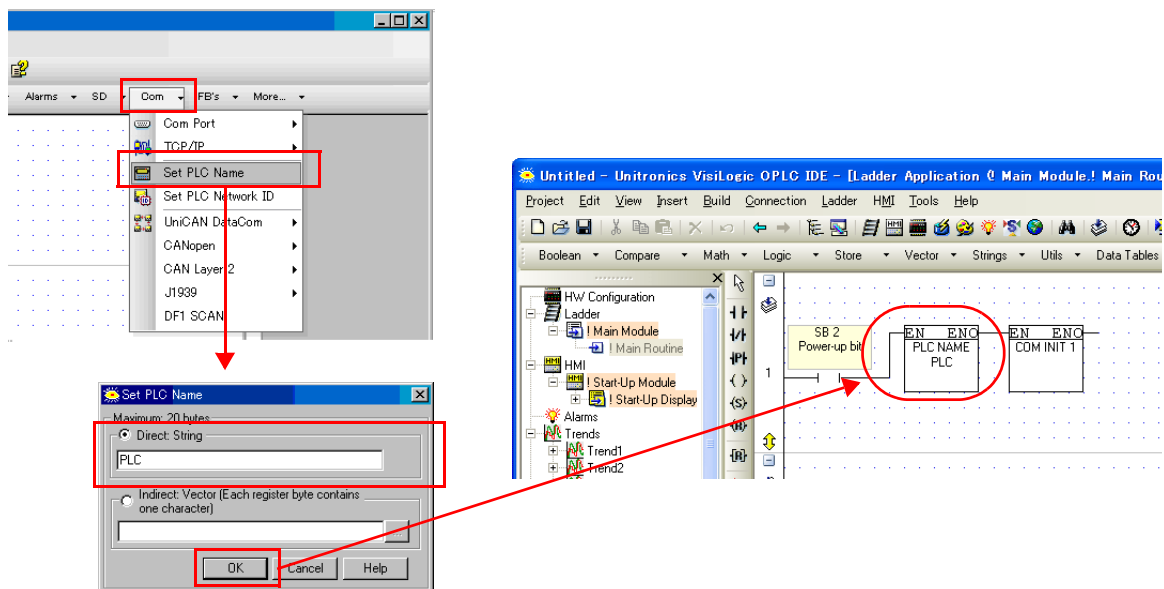 Alarms SD Com FB's More...
Com Port
TCP/IP
Set PLC Name
Set PLC Network ID
UniCAN DataCom
CANopen
CAN Layer 2
J1939
DF1 SCAN
Set PLC Name
Maximum: 20 bytes
Direct: String
PLC
Indirect: Vector (Each register byte contains
one character)
...
OK Cancel Help
Untitled - Unitronics VisiLogic OPLC IDE - [Ladder Application (! Main Module.! Main Rou
Project Edit View Insert Build Connection Ladder HMI Tools Help
Boolean Compare Math Logic Store Vector Strings Utils Data Tables
HW Configuration
Ladder
! Main Module
! Main Routine
HMI
! Start-Up Module
! Start-Up Display
Alarms
Trends
Trend1
Trend2
1
SB 2
Power-up bit
EN ENO
PLC NAME
PLC
EN ENO
COM INIT 1